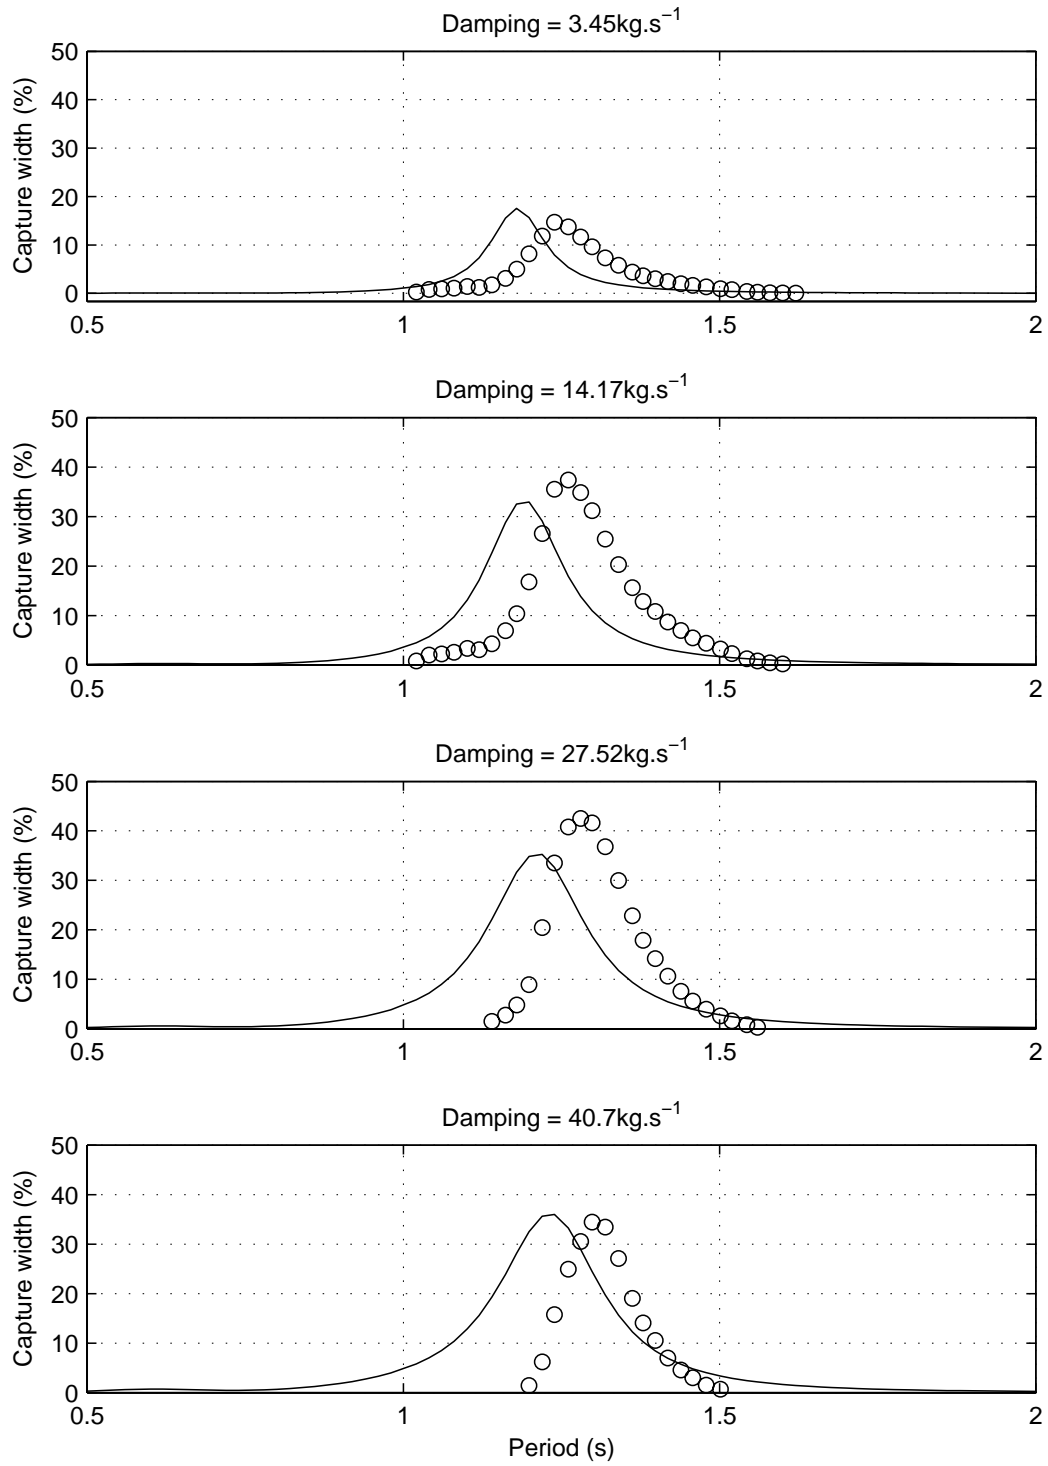 Damping = 3.45kg.s−1
50
40
30
20
10
0
Capture width (%)
0.5 1 1.5 2
Damping = 14.17kg.s−1
50
40
30
20
10
0
Capture width (%)
0.5 1 1.5 2
Damping = 27.52kg.s−1
50
40
30
20
10
0
Capture width (%)
0.5 1 1.5 2
Damping = 40.7kg.s−1
50
40
30
20
10
0
Capture width (%)
0.5 1 1.5 2
Period (s)